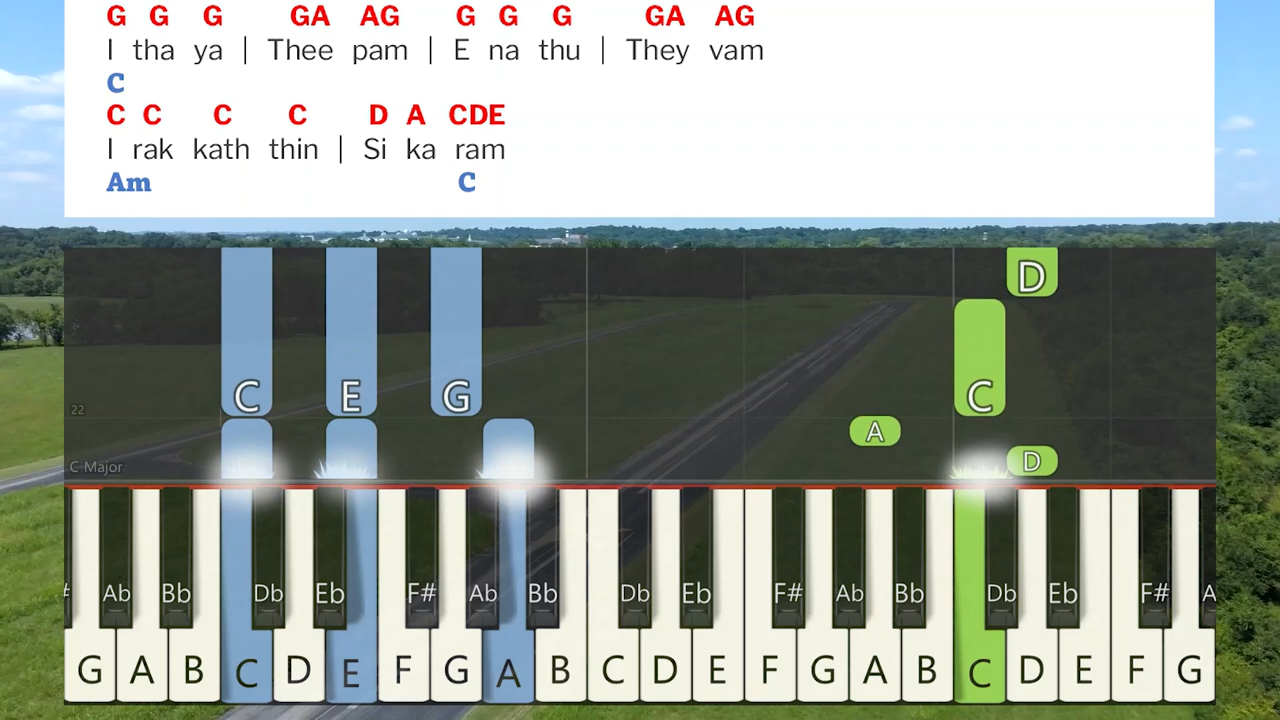 G G G GA AG G G G GA AG
I tha ya | Thee pam | E na thu | They vam
C
C C C C D A CDE
I rak kath thin | Si ka ram
Am C
D
C E G C
22 A
C Major D
Ab Bb Db Eb F# Ab Bb Db Eb F# Ab Bb Db Eb F#
G A B C D E F G A B C D E F G A B C D E F G